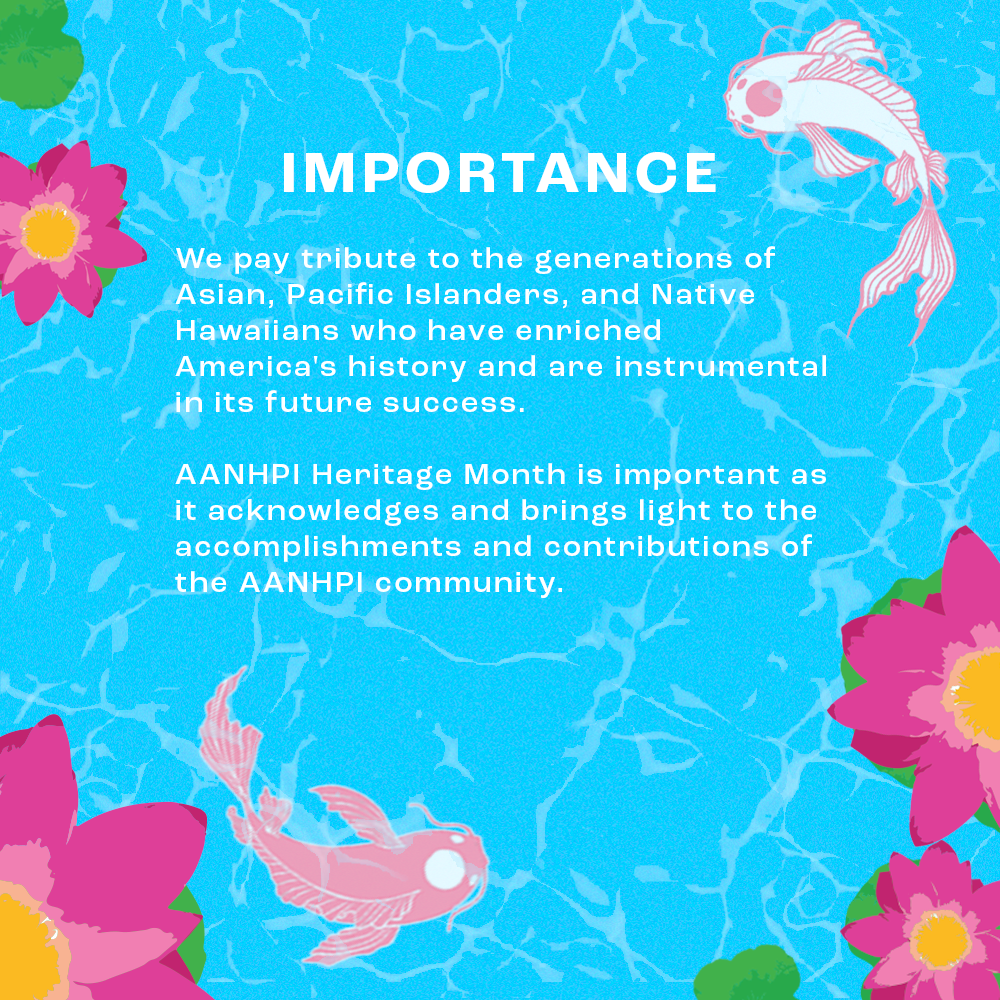 IMPORTANCE
We pay tribute to the generations of
Asian, Pacific Islanders, and Native
Hawaiians who have enriched
America's history and are instrumental
in its future success.
AANHPI Heritage Month is important as
it acknowledges and brings light to the
accomplishments and contributions of
the AANHPI community.